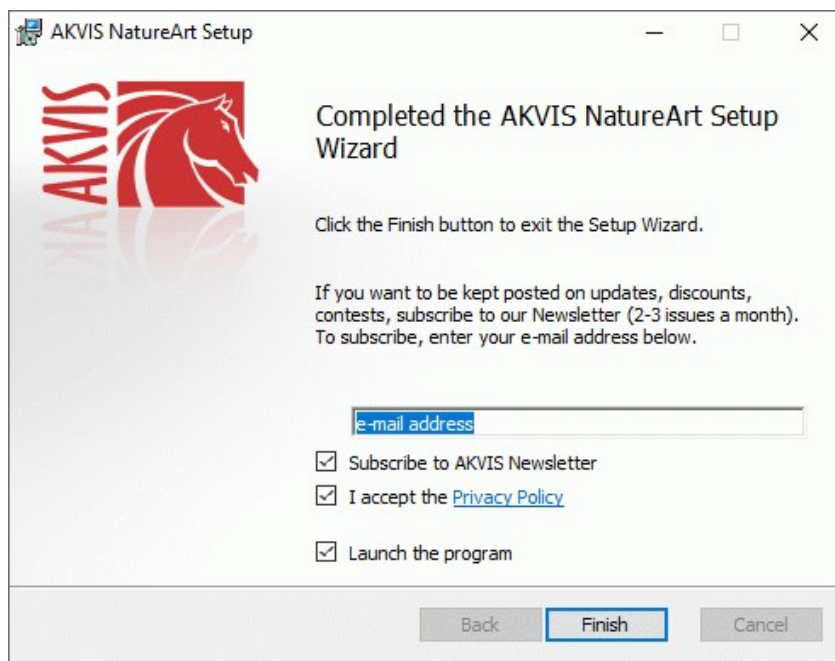 AKVIS NatureArt Setup
AKVIS
Completed the AKVIS NatureArt Setup
Wizard
Click the Finish button to exit the Setup Wizard.
If you want to be kept posted on updates, discounts,
contests, subscribe to our Newsletter (2-3 issues a month).
To subscribe, enter your e-mail address below.
e-mail address
Subscribe to AKVIS Newsletter
I accept the Privacy Policy
Launch the program
Back
Finish
Cancel